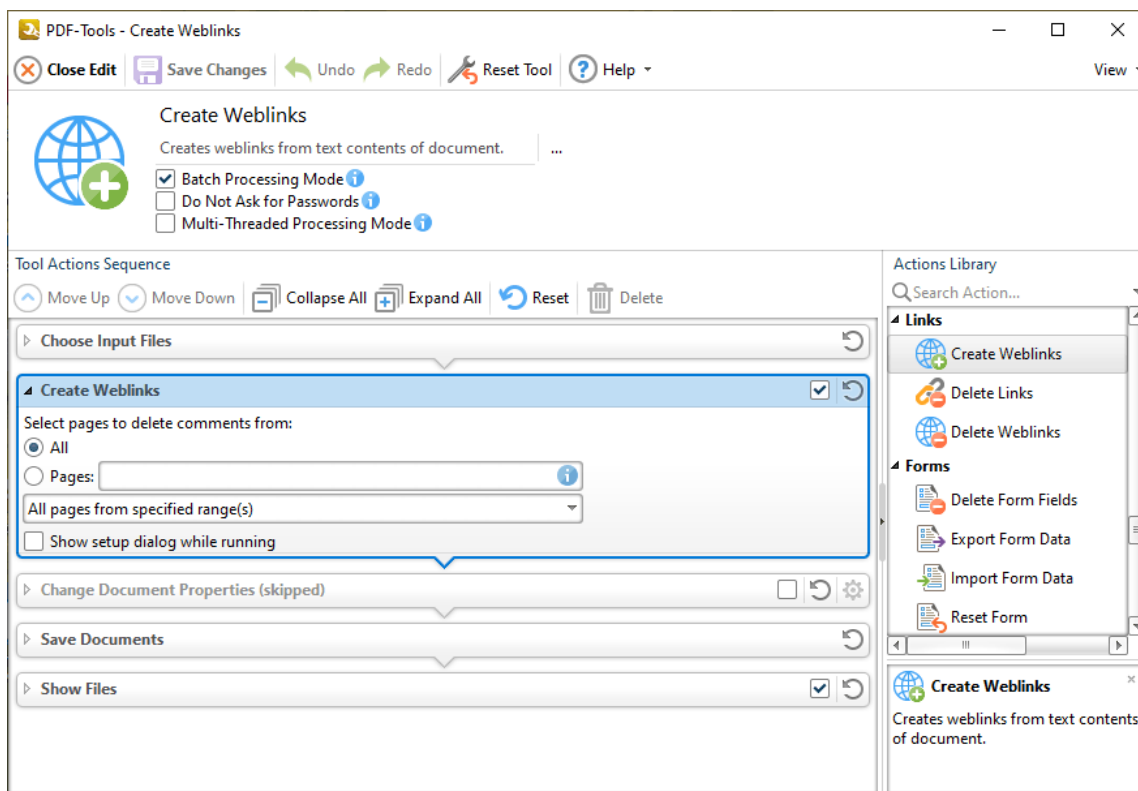 PDF-Tools - Create Weblinks
Close Edit Save Changes Undo Redo Reset Tool ? Help View
Create Weblinks
Creates weblinks from text contents of document. ...
Batch Processing Mode i
Do Not Ask for Passwords i
Multi-Threaded Processing Mode i
Tool Actions Sequence
Move Up Move Down Collapse All Expand All Reset Delete
Choose Input Files
Create Weblinks
Select pages to delete comments from:
All
Pages: i
All pages from specified range(s)
Show setup dialog while running
Change Document Properties (skipped)
Save Documents
Show Files
Actions Library
Search Action...
Links
Create Weblinks
Delete Links
Delete Weblinks
Forms
Delete Form Fields
Export Form Data
Import Form Data
Reset Form
Create Weblinks
Creates weblinks from text contents
of document.